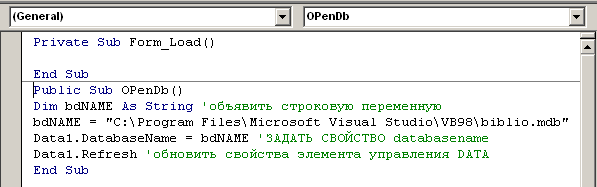 (General) OPenDb
Private Sub Form_Load()
End Sub
Public Sub OPenDb()
Dim bdNAME As String 'объявить строковую переменную
bdNAME = "C:\Program Files\Microsoft Visual Studio\VB98\biblio.mdb"
Data1.DatabaseName = bdNAME 'ЗАДАТЬ СВОЙСТВО databasename
Data1.Refresh 'обновить свойства элемента управления DATA
End Sub